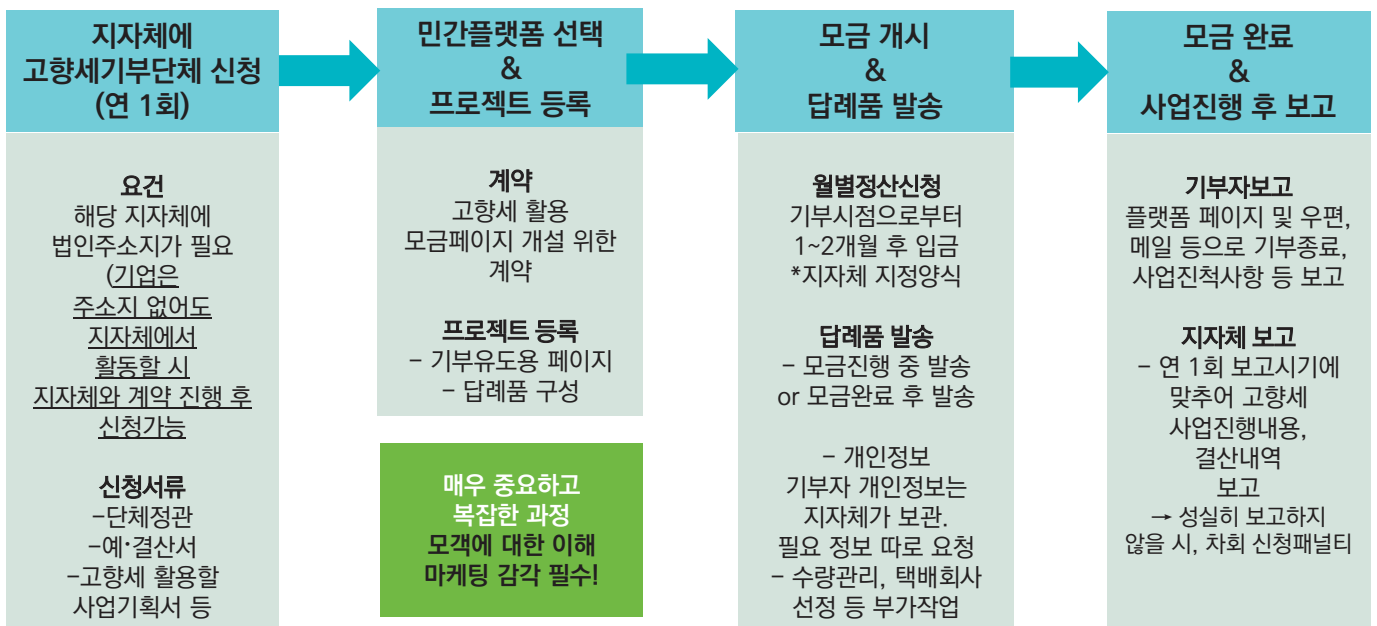 지자체에
고향세기부단체 신청
(연 1회)
요건
해당 지자체에
법인주소지가 필요
(기업은
주소지 없어도
지자체에서
활동할 시
지자체와 계약 진행 후
신청가능
신청서류
-단체정관
-예·결산서
-고향세 활용할
사업기획서 등
민간플랫폼 선택
&
프로젝트 등록
계약
고향세 활용
모금페이지 개설 위한
계약
프로젝트 등록
- 기부유도용 페이지
- 답례품 구성
매우 중요하고
복잡한 과정
모객에 대한 이해
마케팅 감각 필수!
모금 개시
&
답례품 발송
월별정산신청
기부시점으로부터
1~2개월 후 입금
*지자체 지정양식
답례품 발송
- 모금진행 중 발송
or 모금완료 후 발송
- 개인정보
기부자 개인정보는
지자체가 보관.
필요 정보 따로 요청
- 수량관리, 택배회사
선정 등 부가작업
모금 완료
&
사업진행 후 보고
기부자보고
플랫폼 페이지 및 우편,
메일 등으로 기부종료,
사업진척사항 등 보고
지자체 보고
- 연 1회 보고시기에
맞추어 고향세
사업진행내용,
결산내역
보고
→ 성실히 보고하지
않을 시, 차회 신청패널티